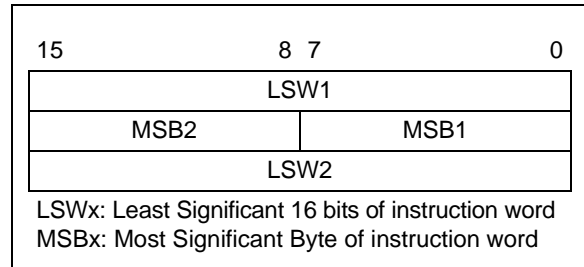 15 8 7 0
LSW1
MSB2 MSB1
LSW2
LSWx: Least Significant 16 bits of instruction word
MSBx: Most Significant Byte of instruction word